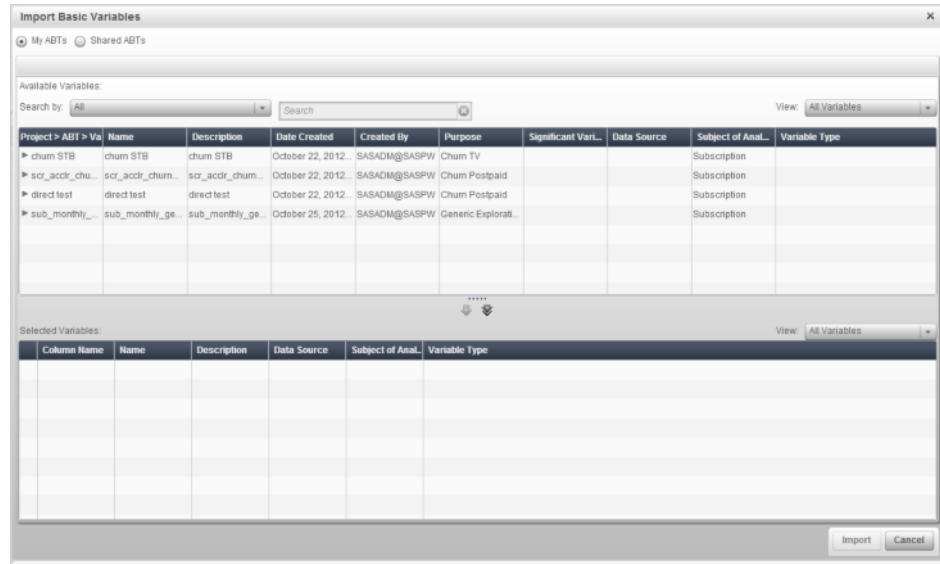 Import Basic Variables
My ABTs Shared ABTs
Available Variables:
Search by: All Search View: All Variables
Project > ABT > Va Name Description Date Created Created By Purpose Significant Vari... Data Source Subject of Anal... Variable Type
churn STB churn STB churn STB October 22, 2012... SASADM@SASPW Churn TV Subscription
scr_acclr_chu... scr_acclr_churn... scr_acclr_churn... October 22, 2012... SASADM@SASPW Churn Postpaid Subscription
direct test direct test direct test October 22, 2012... SASADM@SASPW Churn Postpaid Subscription
sub_monthly_... sub_monthly_ge... sub_monthly_ge... October 25, 2012... SASADM@SASPW Generic Explorati... Subscription
Selected Variables: View: All Variables
Column Name Name Description Data Source Subject of Anal... Variable Type
Import Cancel